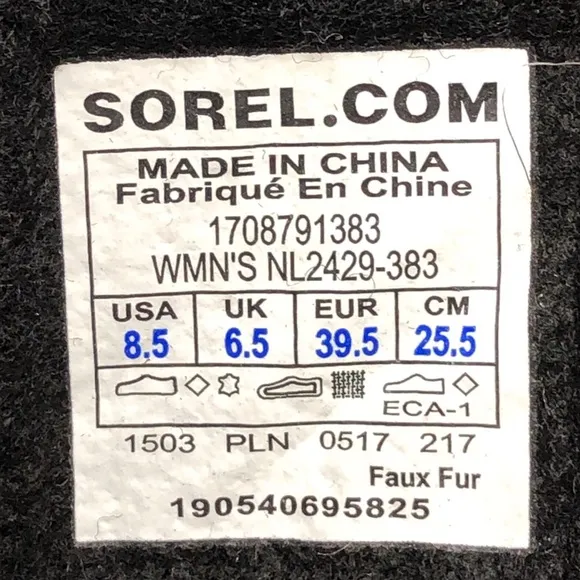 SOREL.COM
MADE IN CHINA
Fabriqué En Chine
1708791383
WMN'S NL2429-383
USA UK EUR CM
8.5 6.5 39.5 25.5
ECA-1
1503 PLN 0517 217
Faux Fur
190540695825